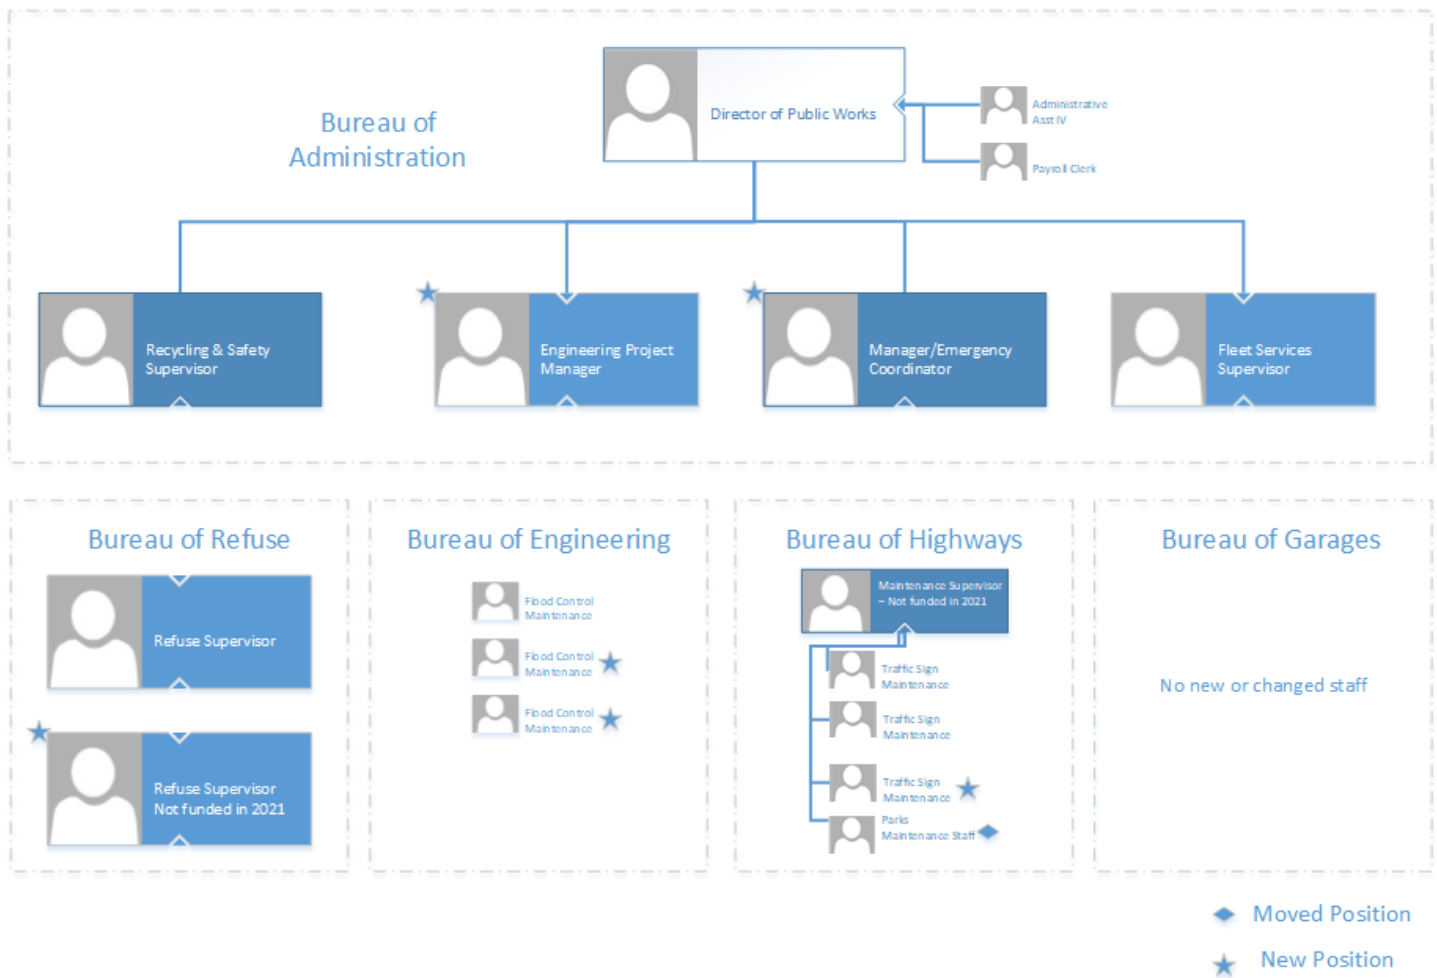 Bureau of
Administration
Director of Public Works
Administrative
Asst IV
Payroll Clerk
Recycling & Safety
Supervisor
Engineering Project
Manager
Manager/Emergency
Coordinator
Fleet Services
Supervisor
Bureau of Refuse
Refuse Supervisor
Refuse Supervisor
Not funded in 2021
Bureau of Engineering
Flood Control
Maintenance
Flood Control
Maintenance
Flood Control
Maintenance
Bureau of Highways
Maintenance Supervisor
– Not funded in 2021
Traffic Sign
Maintenance
Traffic Sign
Maintenance
Traffic Sign
Maintenance
Parks
Maintenance Staff
Bureau of Garages
No new or changed staff
Moved Position
New Position